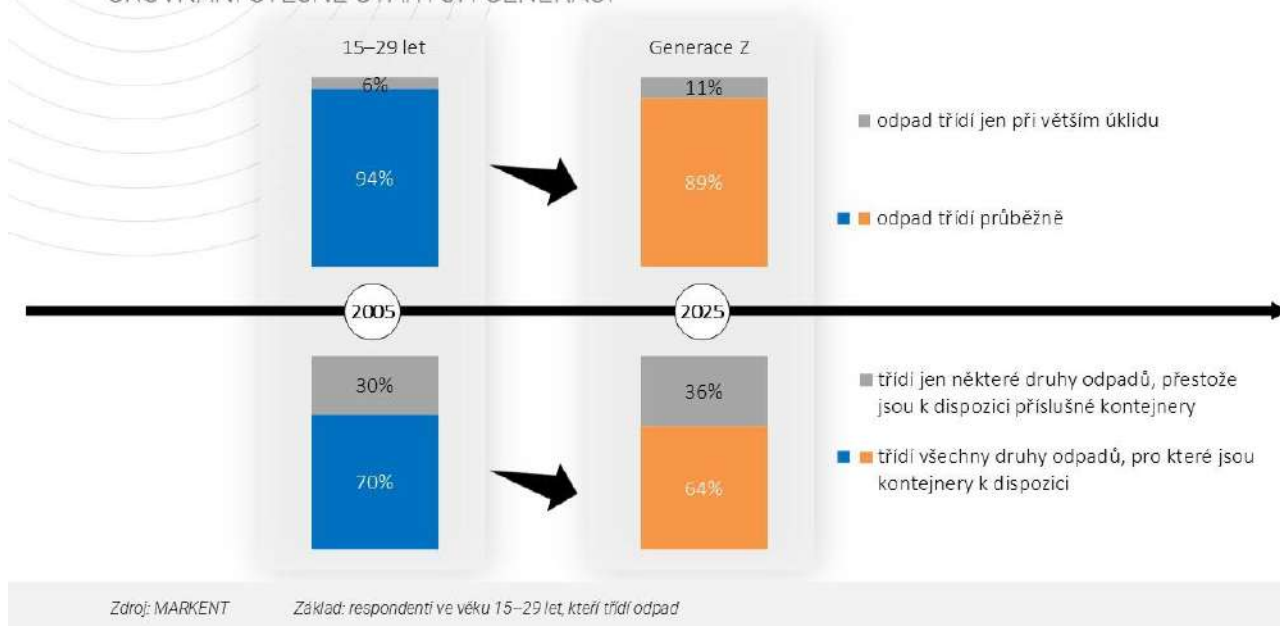 15–29 let
Generace Z
6%
11%
94%
89%
odpad třídí jen při větším úklidu
odpad třídí průběžně
2005
2025
30%
36%
70%
64%
třídí jen některé druhy odpadů, přestože
jsou k dispozici příslušné kontejnery
třídí všechny druhy odpadů, pro které jsou
kontejnery k dispozici
Zdroj: MARKENT Základ: respondenti ve věku 15–29 let, kteří třídí odpad